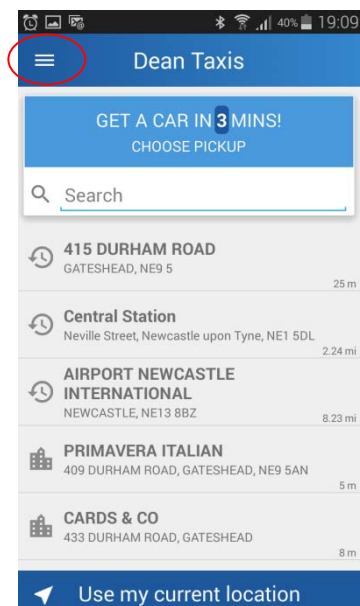 40% 19:09
Dean Taxis
GET A CAR IN 3 MINS!
CHOOSE PICKUP
Search
415 DURHAM ROAD
GATESHEAD, NE9 5
25 m
Central Station
Neville Street, Newcastle upon Tyne, NE1 5DL
2.24 mi
AIRPORT NEWCASTLE
INTERNATIONAL
NEWCASTLE, NE13 8BZ
8.23 mi
PRIMAVERA ITALIAN
409 DURHAM ROAD, GATESHEAD, NE9 5AN
5 m
CARDS & CO
433 DURHAM ROAD, GATESHEAD
8 m
Use my current location